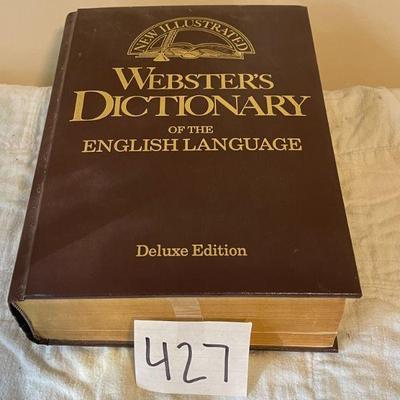 NEW ILLUSTRATED
WEBSTER'S
DICTIONARY
OF THE
ENGLISH LANGUAGE
Deluxe Edition
427